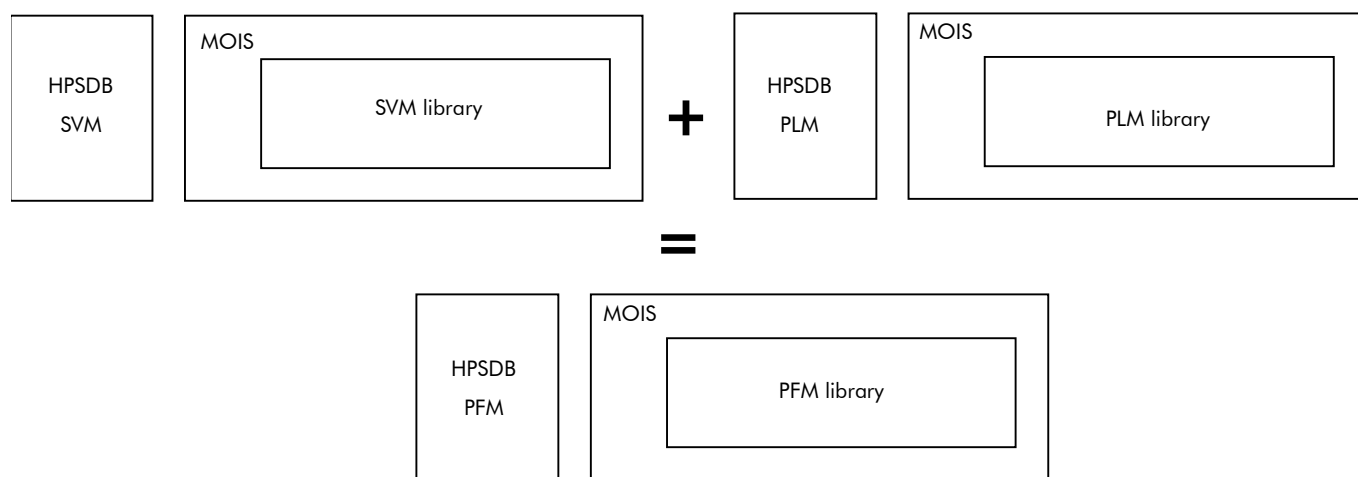 MOIS
HPSDB
SVM
SVM library
+
MOIS
HPSDB
PLM
PLM library
=
MOIS
HPSDB
PFM
PFM library